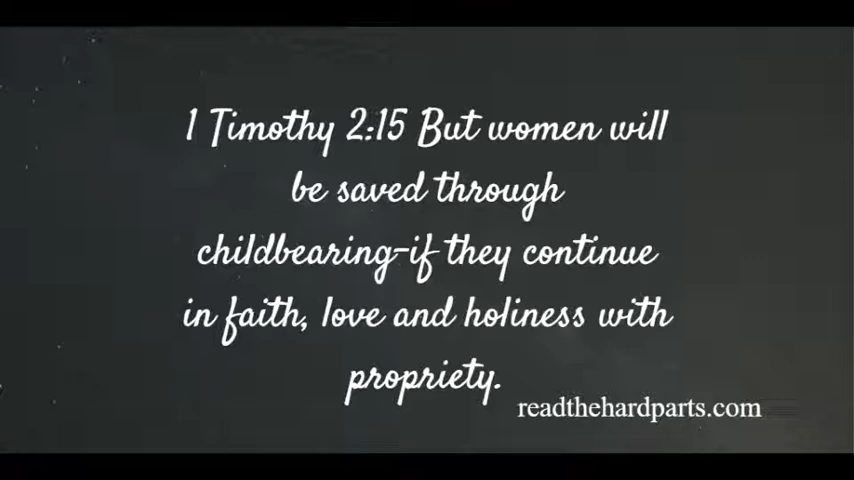 1 Timothy 2:15 But women will
be saved through
childbearing-if they continue
in faith, love and holiness with
propriety.
readthehardparts.com